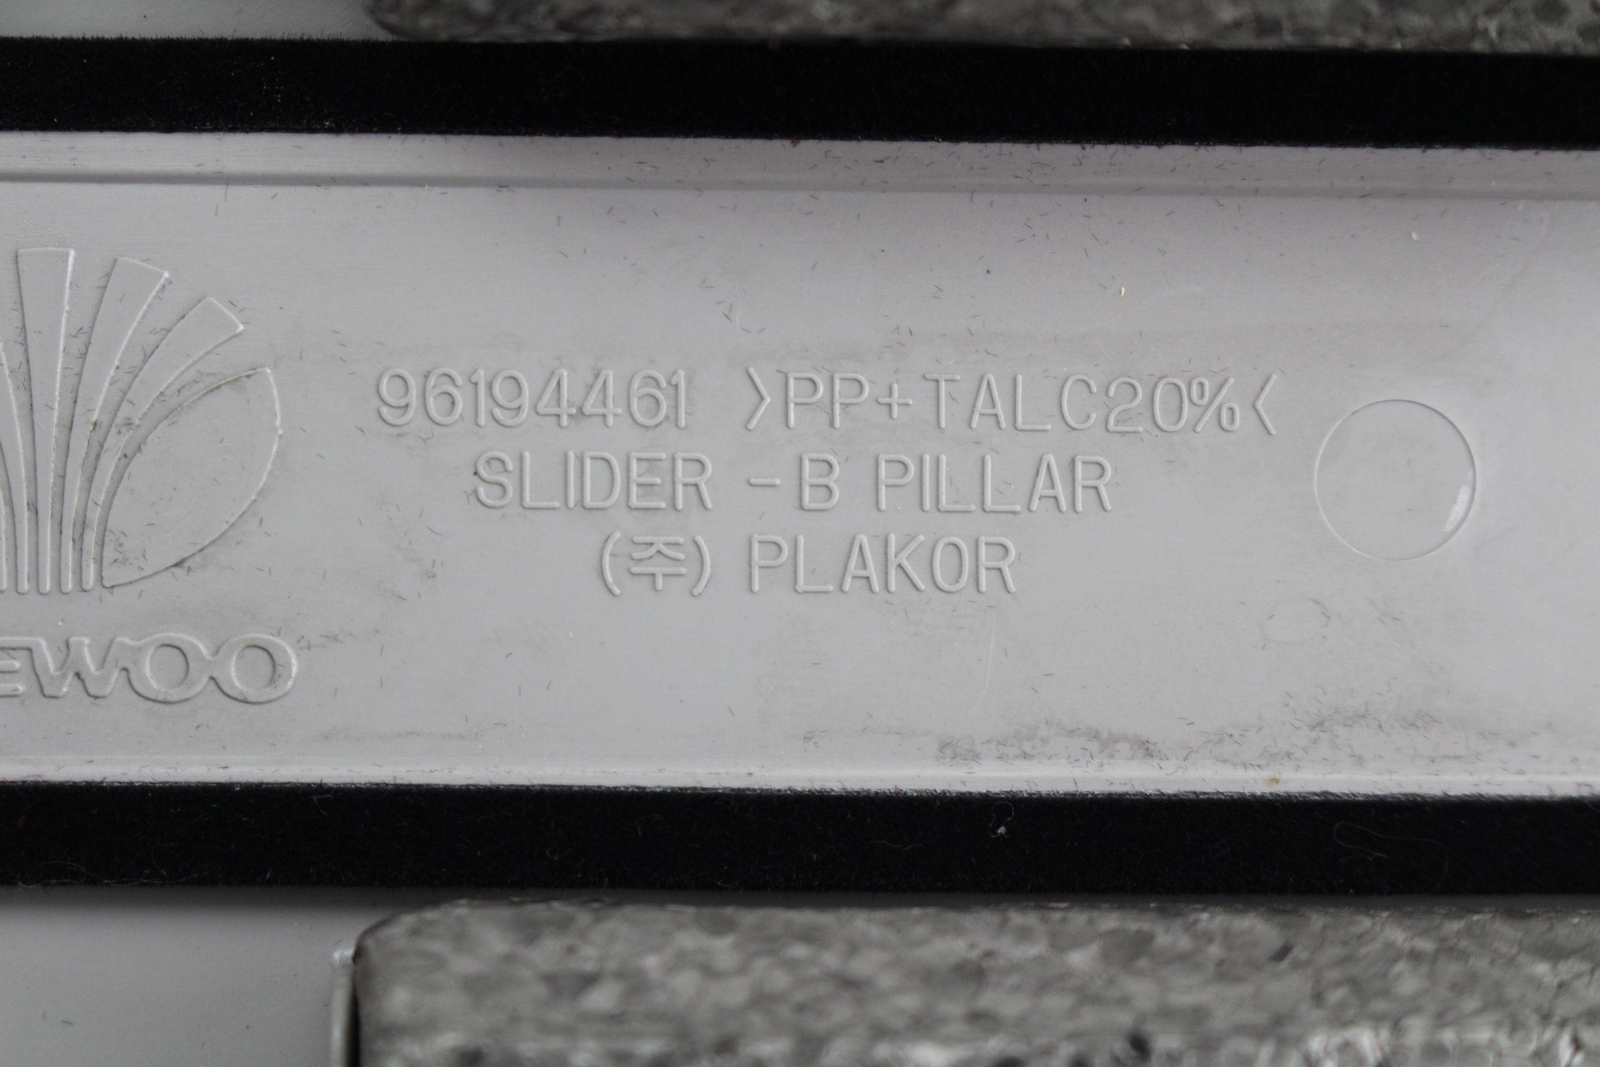 96194461 >PP+TALC20%<
SLIDER - B PILLAR
(주) PLAKOR
EWOO